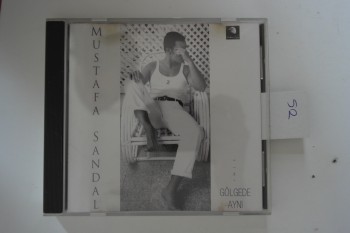 MUSTAFA SANDAL
GÖLGEDE
AYNI
52